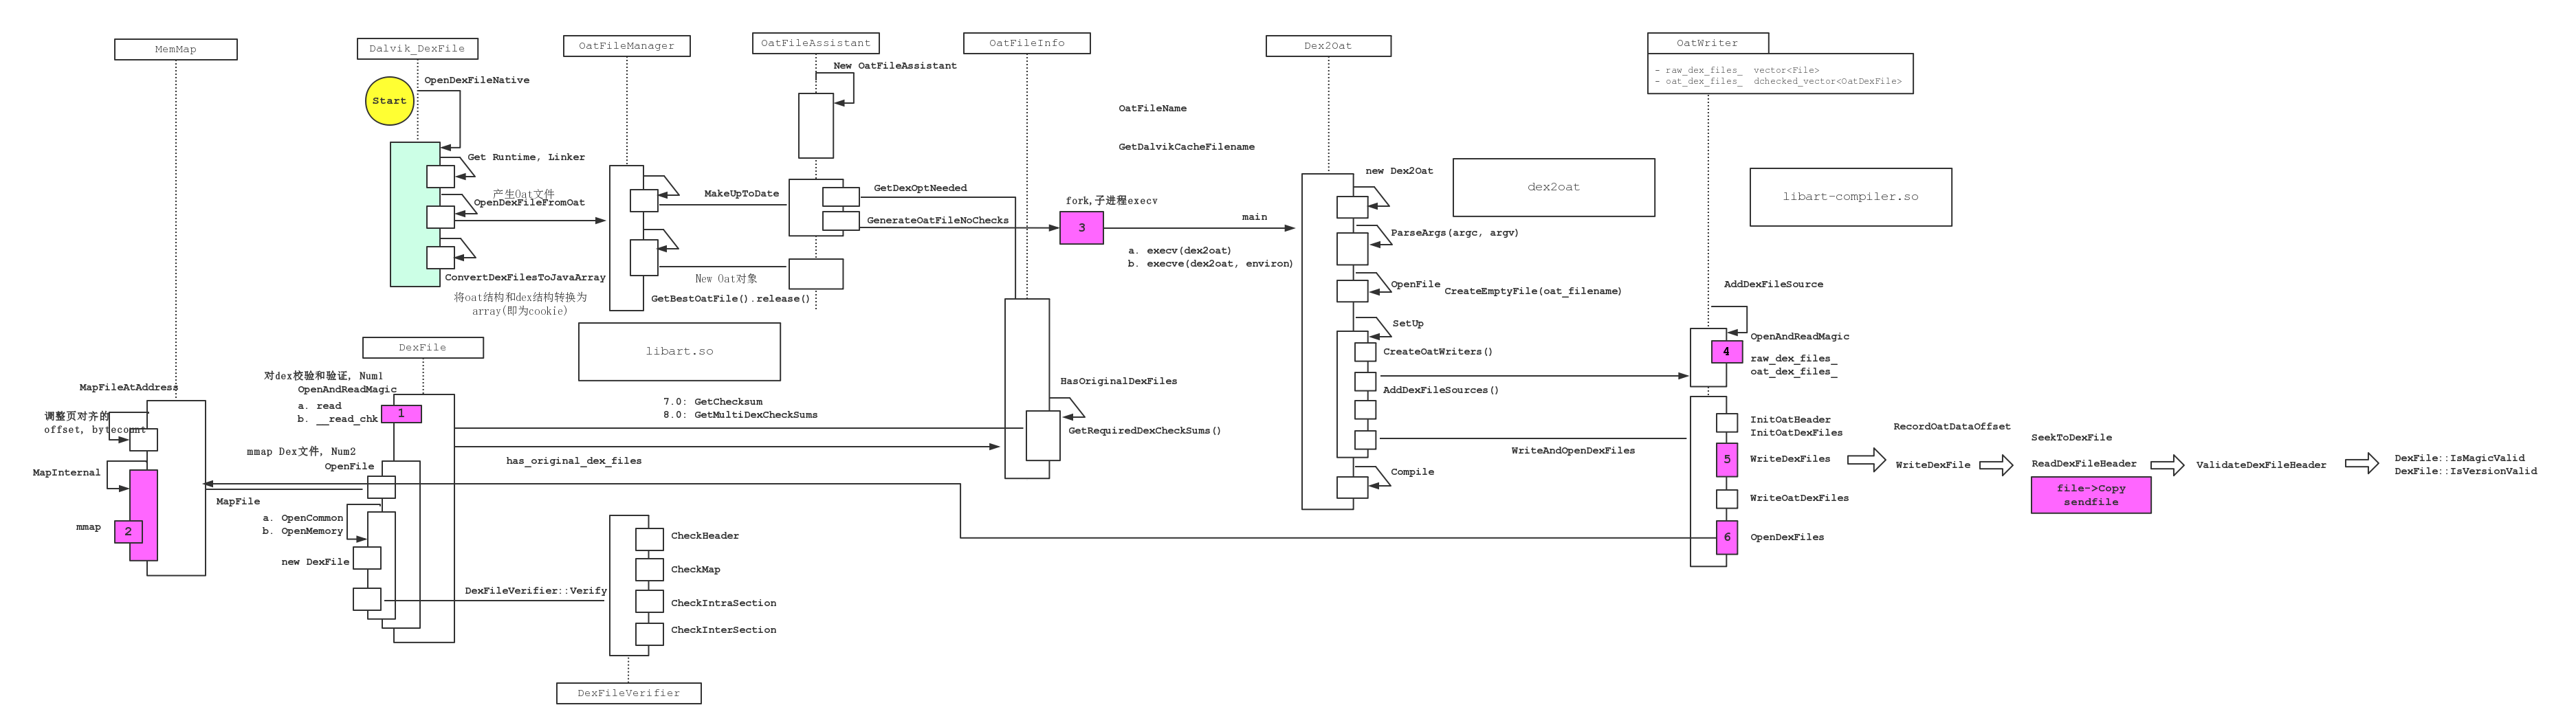 MemMap
Dalvik_DexFile
OatFileManager
OatFileAssistant
OatFileInfo
Dex2Oat
OatWriter
- raw_dex_files_  vector<File>
- oat_dex_files_  dchecked_vector<OatDexFile>
Start
OpenDexFileNative
Get Runtime, Linker
产生Oat文件
OpenDexFileFromOat
ConvertDexFilesToJavaArray
将oat结构和dex结构转换为
array(即为cookie)
New OatFileAssistant
MakeUpToDate
GetDexOptNeeded
GenerateOatFileNoChecks
New Oat对象
GetBestOatFile().release()
OatFileName
GetDalvikCacheFilename
fork,子进程execv
3
main
a. execv(dex2oat)
b. execve(dex2oat, environ)
new Dex2Oat
ParseArgs(argc, argv)
OpenFile
CreateEmptyFile(oat_filename)
SetUp
CreateOatWriters()
AddDexFileSources()
WriteAndOpenDexFiles
Compile
dex2oat
libart-compiler.so
AddDexFileSource
OpenAndReadMagic
4
raw_dex_files_
oat_dex_files_
InitOatHeader
InitOatDexFiles
5
WriteDexFiles
WriteOatDexFiles
6
OpenDexFiles
RecordOatDataOffset
WriteDexFile
SeekToDexFile
ReadDexFileHeader
file->Copy
sendfile
ValidateDexFileHeader
DexFile::IsMagicValid
DexFile::IsVersionValid
libart.so
DexFile
对dex校验和验证, Num1
OpenAndReadMagic
a. read
b. __read_chk
1
7.0: GetChecksum
8.0: GetMultiDexCheckSums
HasOriginalDexFiles
GetRequiredDexCheckSums()
has_original_dex_files
MapFileAtAddress
调整页对齐的
offset, bytecount
MapInternal
mmap
2
mmap Dex文件, Num2
OpenFile
MapFile
a. OpenCommon
b. OpenMemory
new DexFile
DexFileVerifier::Verify
CheckHeader
CheckMap
CheckIntraSection
CheckInterSection
DexFileVerifier